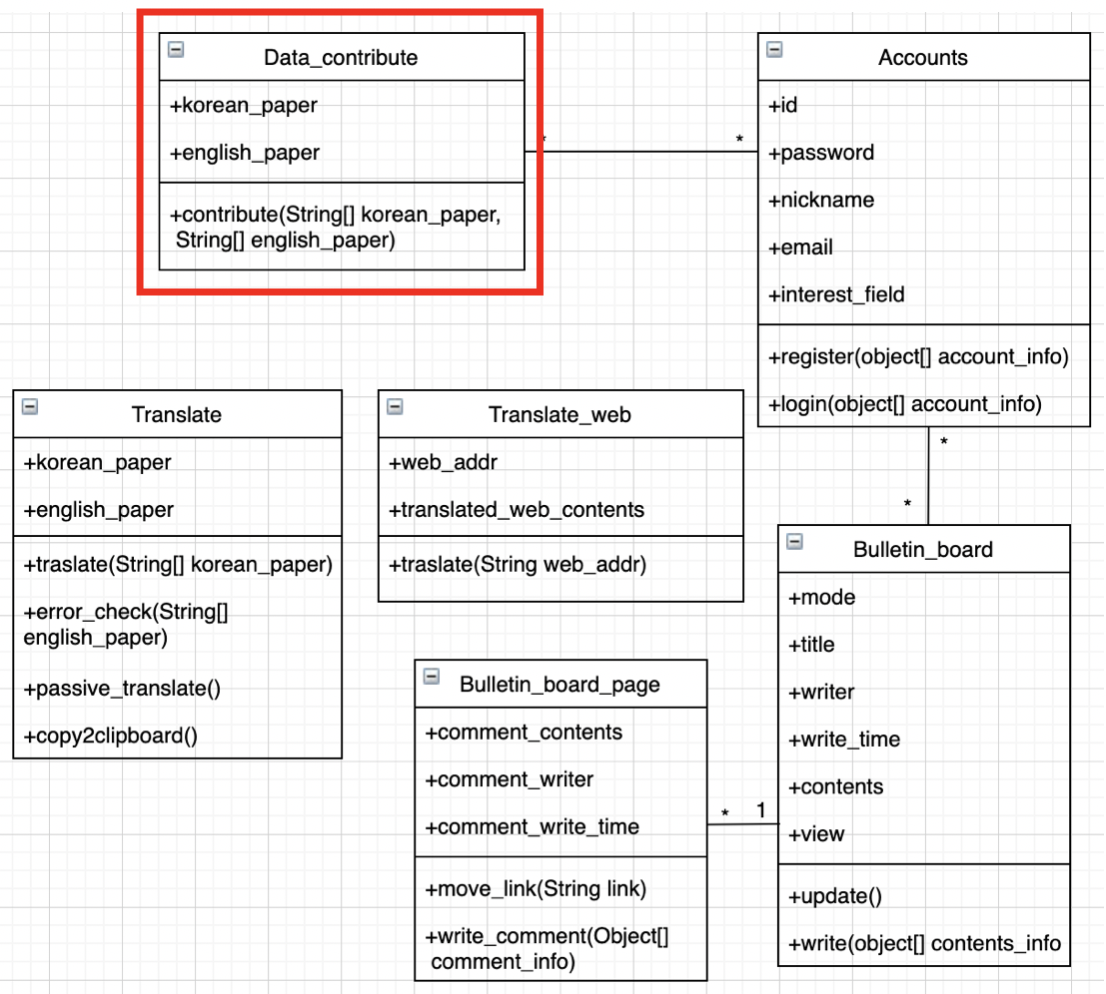 Data_contribute
+korean_paper
+english_paper
+contribute(String[] korean_paper,
String[] english_paper)
*
*
Accounts
+id
+password
+nickname
+email
+interest_field
+register(object[] account_info)
+login(object[] account_info)
*
*
Translate
+korean_paper
+english_paper
+traslate(String[] korean_paper)
+error_check(String[]
english_paper)
+passive_translate()
+copy2clipboard()
Translate_web
+web_addr
+translated_web_contents
+traslate(String web_addr)
Bulletin_board_page
+comment_contents
+comment_writer
+comment_write_time
+move_link(String link)
+write_comment(Object[]
comment_info)
* 1
Bulletin_board
+mode
+title
+writer
+write_time
+contents
+view
+update()
+write(object[] contents_info